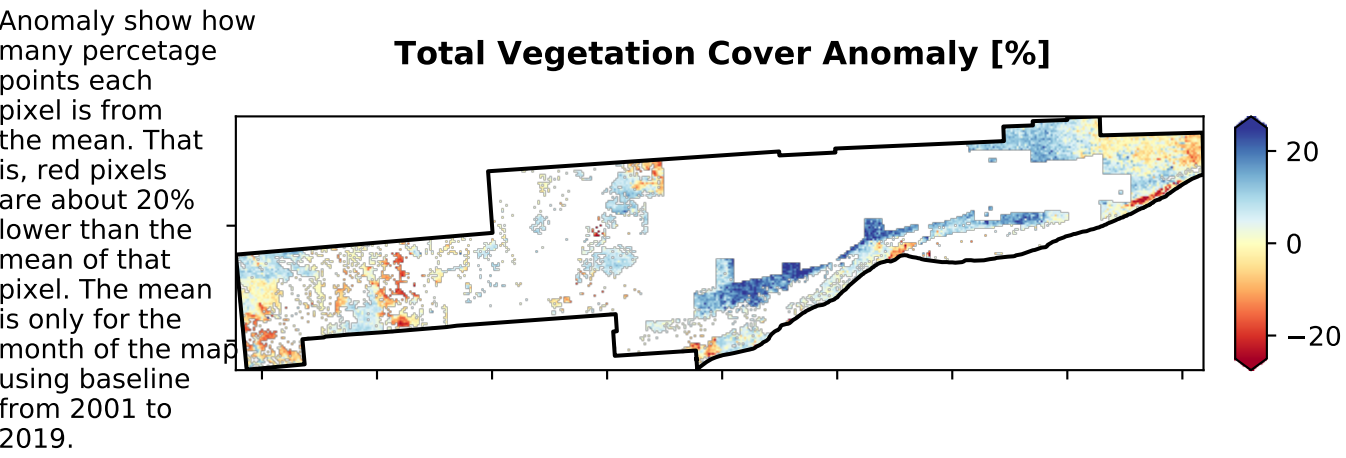 Anomaly show how
many percetage
points each
pixel is from
the mean. That
is, red pixels
are about 20%
lower than the
mean of that
pixel. The mean
is only for the
month of the map
using baseline
from 2001 to
2019.
Total Vegetation Cover Anomaly [%]
20
0
−20